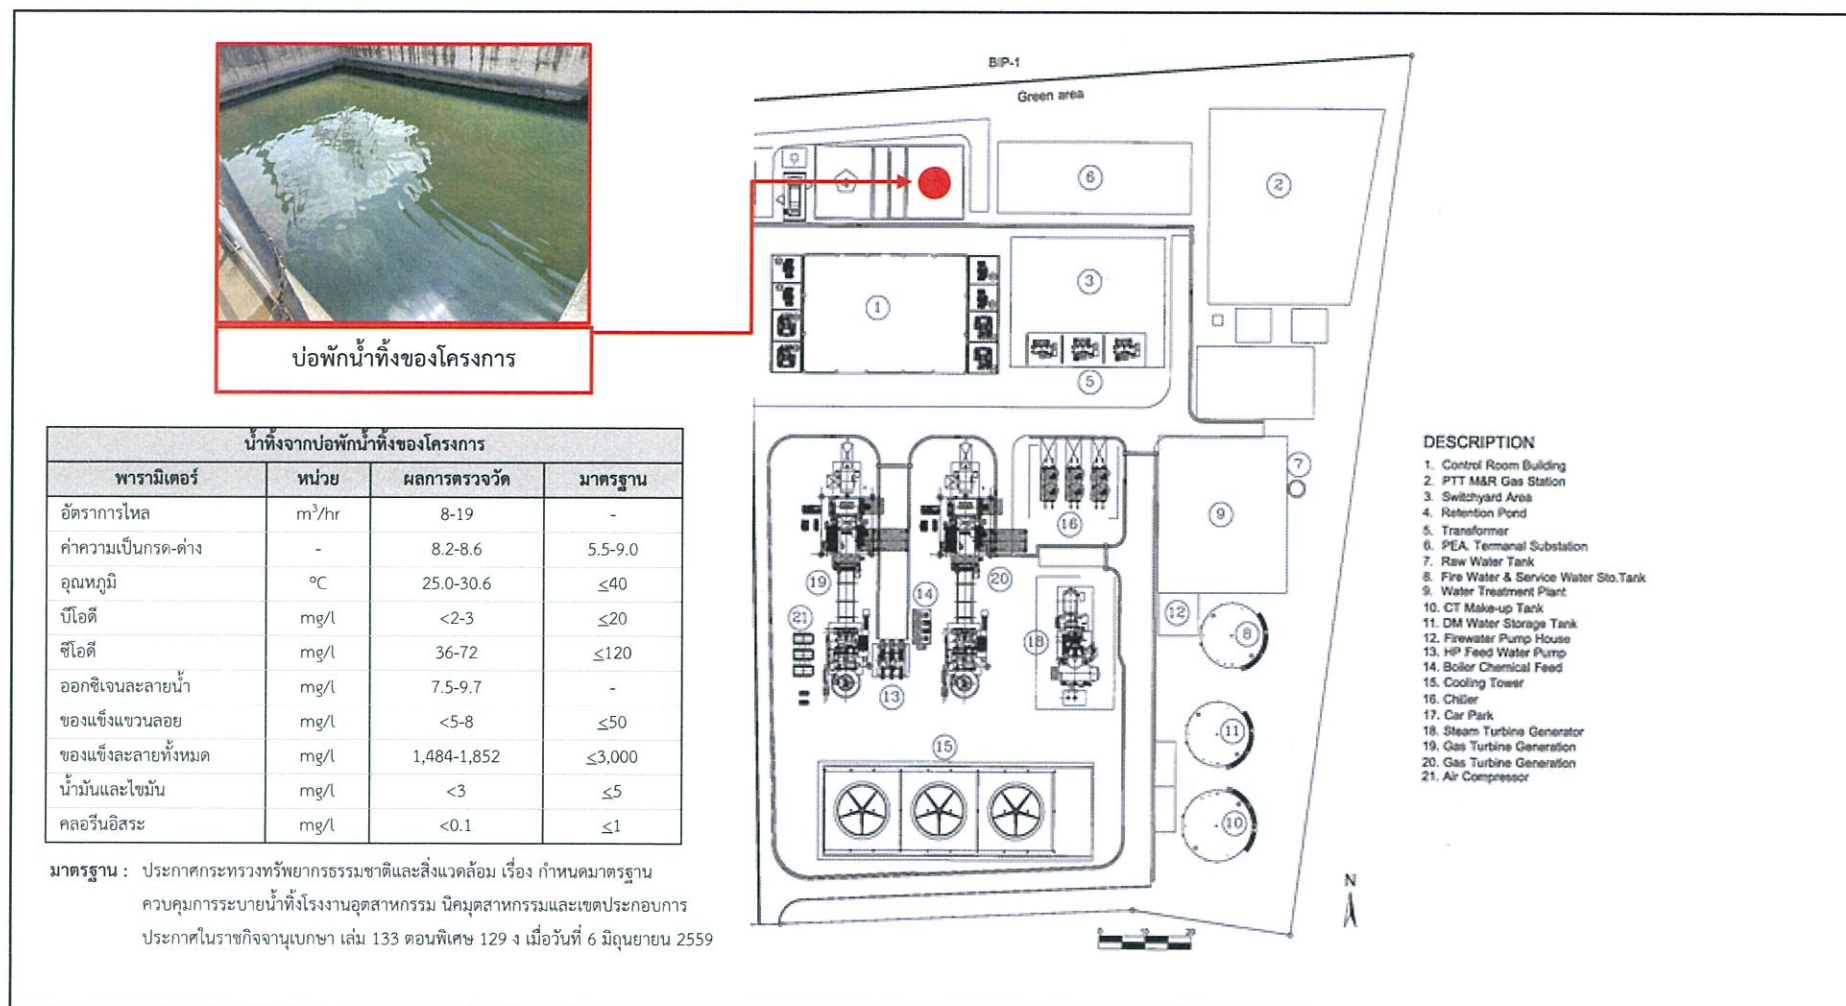 บ่อพักน้ำทิ้งของโครงการ
น้ำทิ้งจากบ่อพักน้ำทิ้งของโครงการ
พารามิเตอร์ หน่วย ผลการตรวจวัด มาตรฐาน
อัตราการไหล m³/hr 8-19 -
ค่าความเป็นกรด-ด่าง - 8.2-8.6 5.5-9.0
อุณหภูมิ °C 25.0-30.6 ≤40
บีโอดี mg/l <2-3 ≤20
ซีโอดี mg/l 36-72 ≤120
ออกซิเจนละลายน้ำ mg/l 7.5-9.7 -
ของแข็งแขวนลอย mg/l <5-8 ≤50
ของแข็งละลายทั้งหมด mg/l 1,484-1,852 ≤3,000
น้ำมันและไขมัน mg/l <3 ≤5
คลอรีนอิสระ mg/l <0.1 ≤1
มาตรฐาน : ประกาศกระทรวงทรัพยากรธรรมชาติและสิ่งแวดล้อม เรื่อง กำหนดมาตรฐาน
ควบคุมการระบายน้ำทิ้งโรงงานอุตสาหกรรม นิคมุตสาหกรรมและเขตประกอบการ
ประกาศในราชกิจจานุเบกษา เล่ม 133 ตอนพิเศษ 129 ง เมื่อวันที่ 6 มิถุนยายน 2559
BIP-1
Green area
4
6
2
1
3
5
7
9
16
19
20
14
21
12
8
18
13
11
15
10
DESCRIPTION
1. Control Room Building
2. PTT M&R Gas Station
3. Switchyard Area
4. Retention Pond
5. Transformer
6. PEA. Termanal Substation
7. Raw Water Tank
8. Fire Water & Service Water Sto.Tank
9. Water Treatment Plant
10. CT Make-up Tank
11. DM Water Storage Tank
12. Firewater Pump House
13. HP Feed Water Pump
14. Boiler Chemical Feed
15. Cooling Tower
16. Chiller
17. Car Park
18. Steam Turbine Generator
19. Gas Turbine Generation
20. Gas Turbine Generation
21. Air Compressor
N
0 10 20